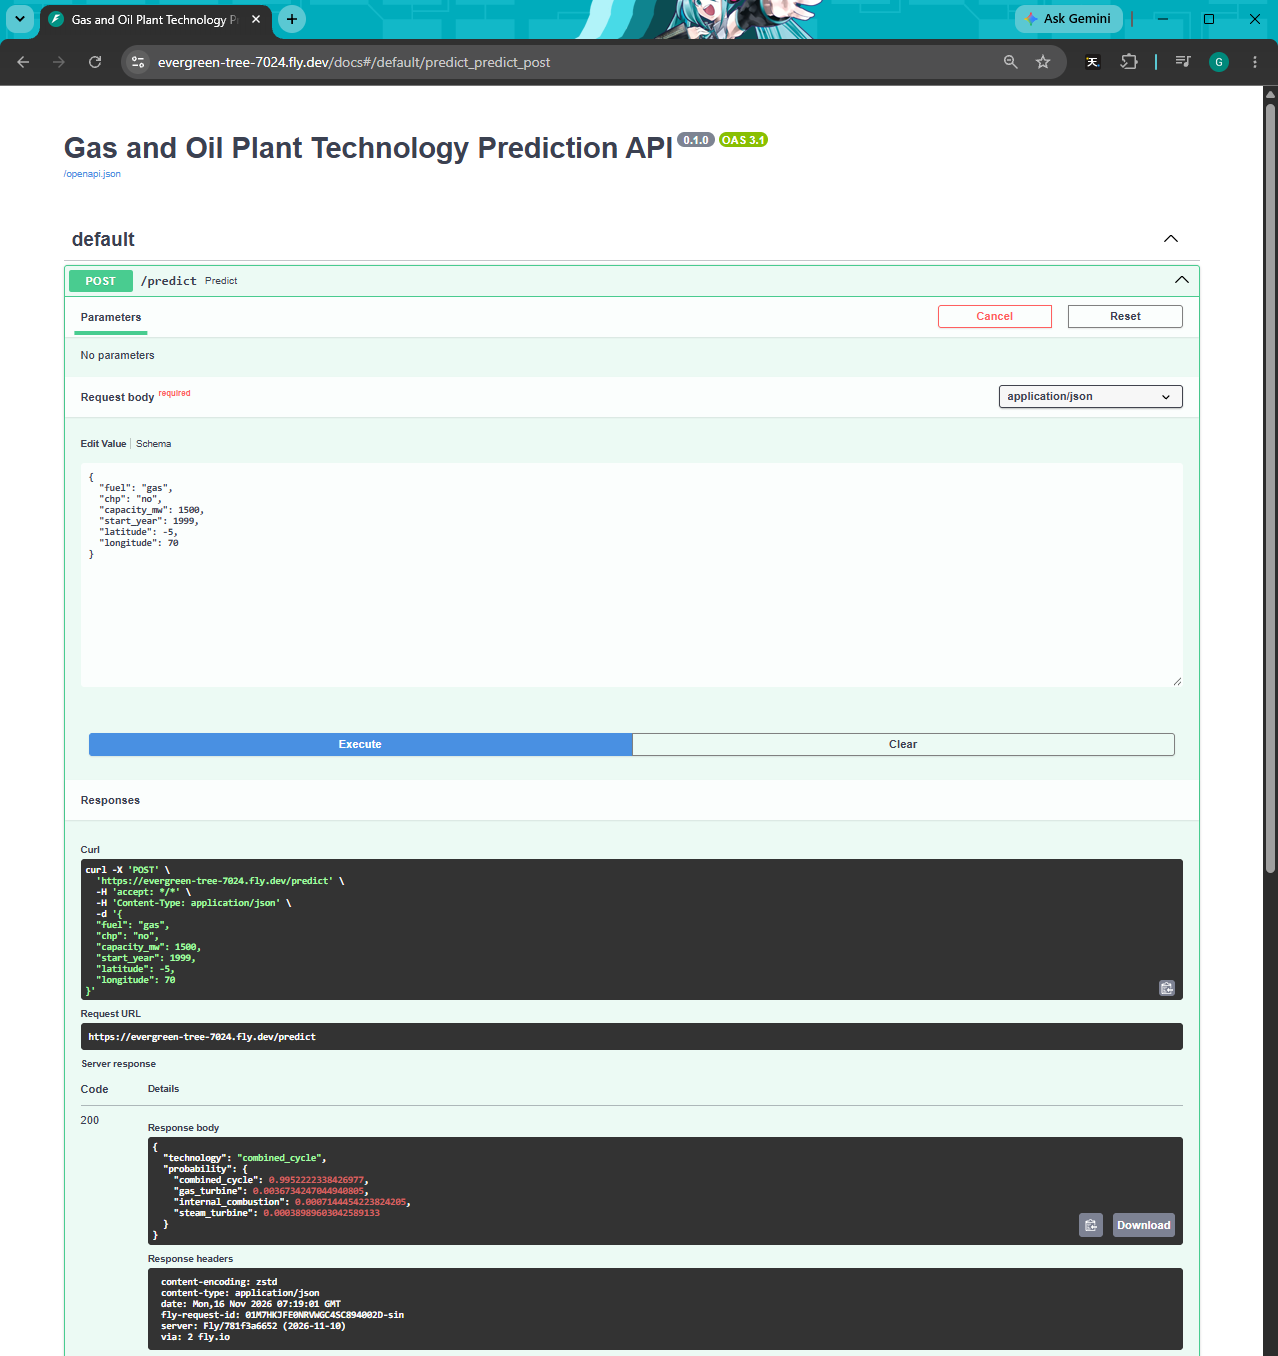 Gas and Oil Plant Technology P
Ask Gemini
evergreen-tree-7024.fly.dev/docs#/default/predict_predict_post
天
G
Gas and Oil Plant Technology Prediction API 0.1.0 OAS 3.1
/openapi.json
default
POST /predict Predict
Parameters
Cancel
Reset
No parameters
Request body required
application/json
Edit Value | Schema
{
  "fuel": "gas",
  "chp": "no",
  "capacity_mw": 1500,
  "start_year": 1999,
  "latitude": -5,
  "longitude": 70
}
Execute
Clear
Responses
Curl
curl -X 'POST' \
  'https://evergreen-tree-7024.fly.dev/predict' \
  -H 'accept: */*' \
  -H 'Content-Type: application/json' \
  -d '{
  "fuel": "gas",
  "chp": "no",
  "capacity_mw": 1500,
  "start_year": 1999,
  "latitude": -5,
  "longitude": 70
}'
Request URL
https://evergreen-tree-7024.fly.dev/predict
Server response
Code Details
200
Response body
{
  "technology": "combined_cycle",
  "probability": {
    "combined_cycle": 0.9952222338426977,
    "gas_turbine": 0.0036734247044940805,
    "internal_combustion": 0.0007144454223824205,
    "steam_turbine": 0.00038989603042589133
  }
}
Download
Response headers
content-encoding: zstd
content-type: application/json
date: Mon,16 Nov 2026 07:19:01 GMT
fly-request-id: 01M7HKJFE0NRVWGC4SC894002D-sin
server: Fly/781f3a6652 (2026-11-10)
via: 2 fly.io